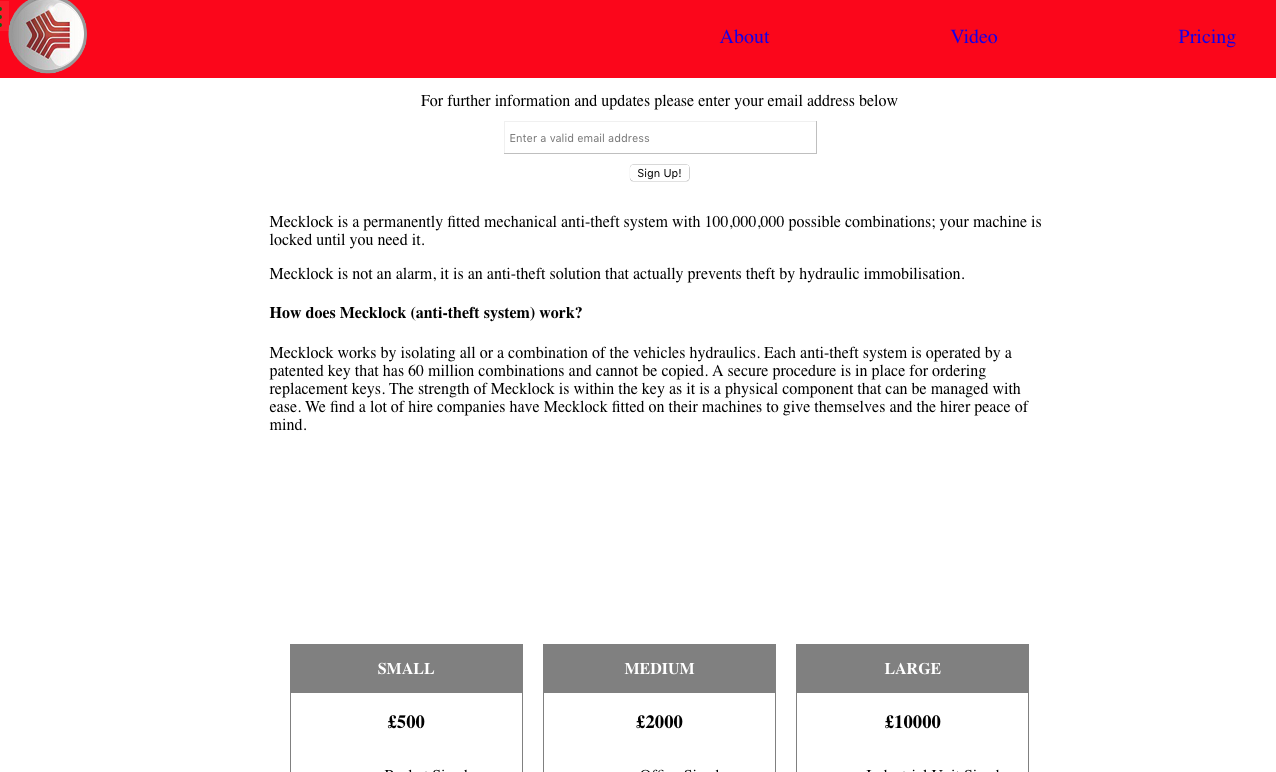 About Video Pricing
For further information and updates please enter your email address below
Enter a valid email address
Sign Up!
Mecklock is a permanently fitted mechanical anti-theft system with 100,000,000 possible combinations; your machine is
locked until you need it.
Mecklock is not an alarm, it is an anti-theft solution that actually prevents theft by hydraulic immobilisation.
How does Mecklock (anti-theft system) work?
Mecklock works by isolating all or a combination of the vehicles hydraulics. Each anti-theft system is operated by a
patented key that has 60 million combinations and cannot be copied. A secure procedure is in place for ordering
replacement keys. The strength of Mecklock is within the key as it is a physical component that can be managed with
ease. We find a lot of hire companies have Mecklock fitted on their machines to give themselves and the hirer peace of
mind.
SMALL MEDIUM LARGE
£500 £2000 £10000